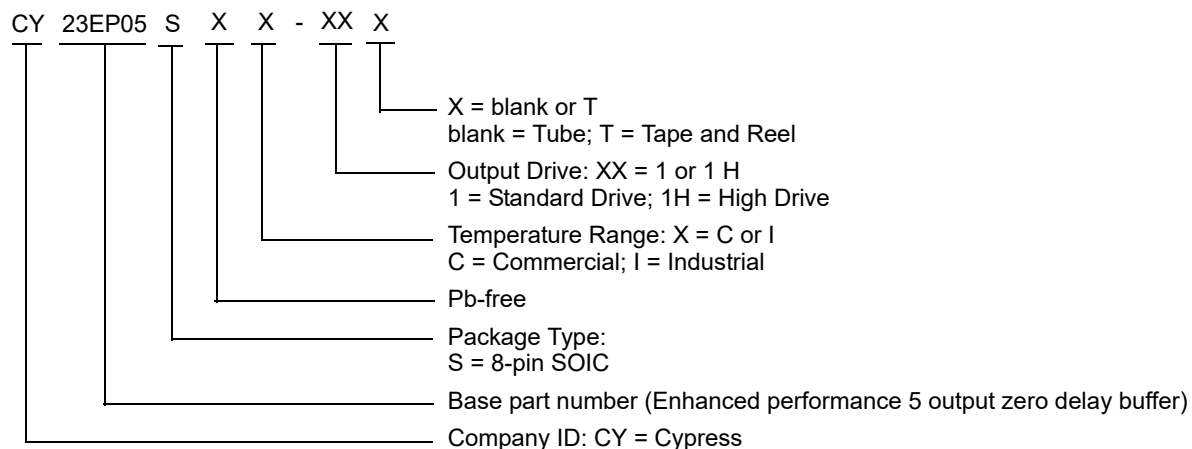 CY 23EP05 S X X - XX X
X = blank or T
blank = Tube; T = Tape and Reel
Output Drive: XX = 1 or 1 H
1 = Standard Drive; 1H = High Drive
Temperature Range: X = C or I
C = Commercial; I = Industrial
Pb-free
Package Type:
S = 8-pin SOIC
Base part number (Enhanced performance 5 output zero delay buffer)
Company ID: CY = Cypress